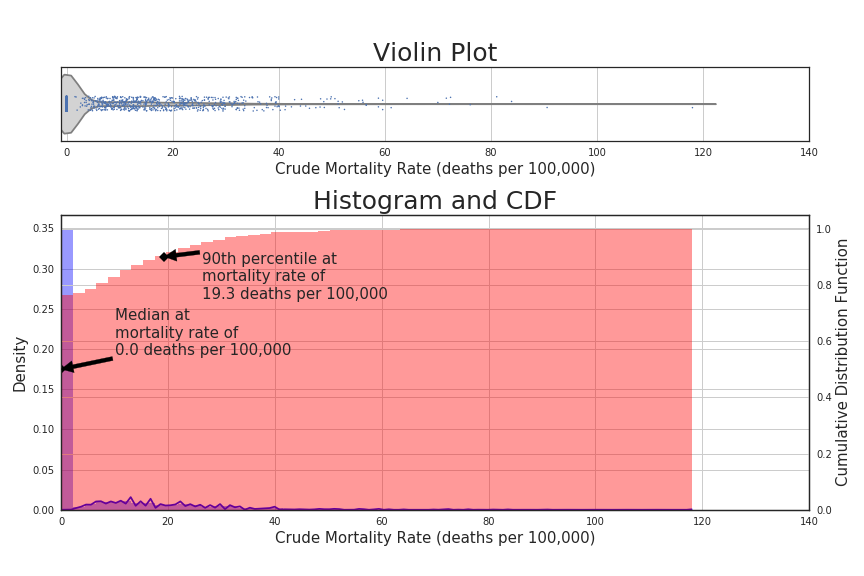 Violin Plot
0 20 40 60 80 100 120 140
Crude Mortality Rate (deaths per 100,000)
Histogram and CDF
0.35
0.30
0.25
0.20
0.15
0.10
0.05
0.00
Density
90th percentile at
mortality rate of
19.3 deaths per 100,000
Median at
mortality rate of
0.0 deaths per 100,000
1.0
0.8
0.6
0.4
0.2
0.0
Cumulative Distribution Function
0 20 40 60 80 100 120 140
Crude Mortality Rate (deaths per 100,000)